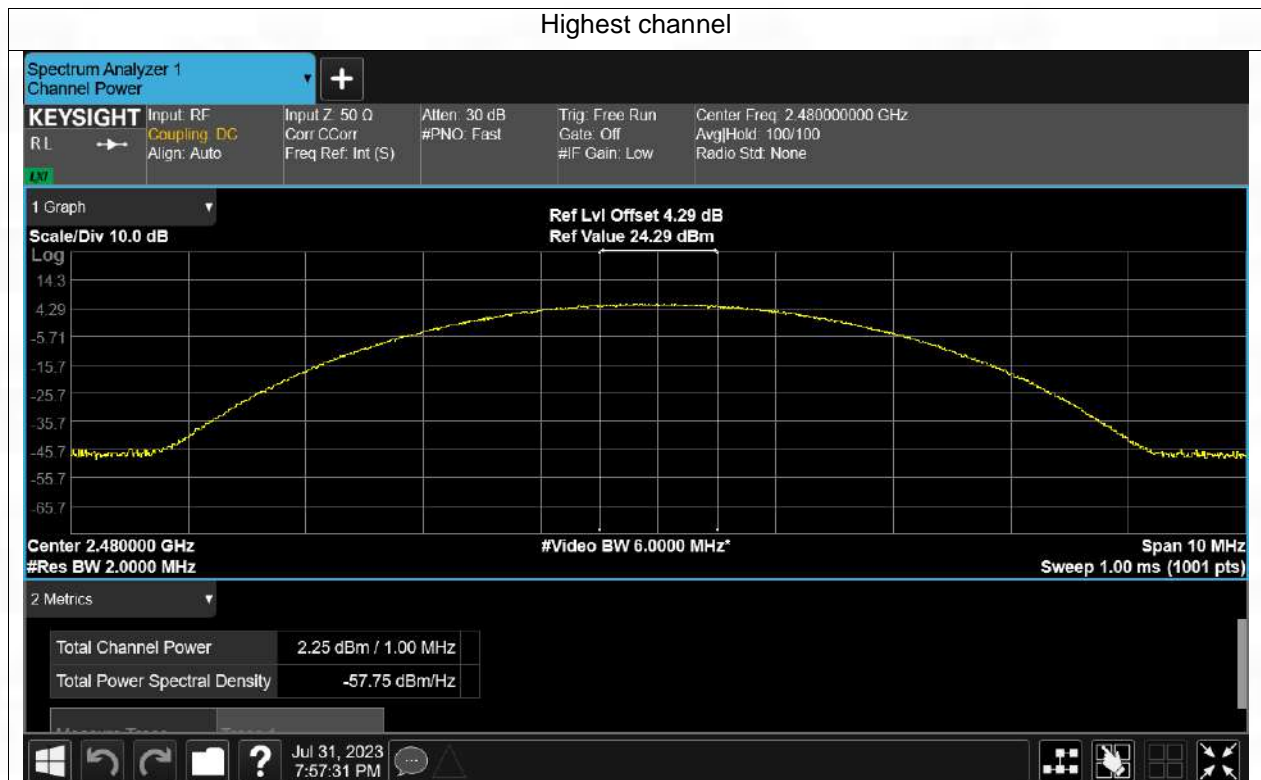 Highest channel
Spectrum Analyzer 1
Channel Power
KEYSIGHT
R L
Input: RF
Coupling: DC
Align: Auto
Input Z: 50 Ω
Corr CCorr
Freq Ref: Int (S)
Atten: 30 dB
#PNO: Fast
Trig: Free Run
Gate: Off
#IF Gain: Low
Center Freq: 2.480000000 GHz
Avg|Hold: 100/100
Radio Std: None
1 Graph
Scale/Div 10.0 dB
Ref Lvl Offset 4.29 dB
Ref Value 24.29 dBm
Log
14.3
4.29
-5.71
-15.7
-25.7
-35.7
-45.7
-55.7
-65.7
Center 2.480000 GHz
#Res BW 2.0000 MHz
#Video BW 6.0000 MHz*
Span 10 MHz
Sweep 1.00 ms (1001 pts)
2 Metrics
Total Channel Power 2.25 dBm / 1.00 MHz
Total Power Spectral Density -57.75 dBm/Hz
?
Jul 31, 2023
7:57:31 PM